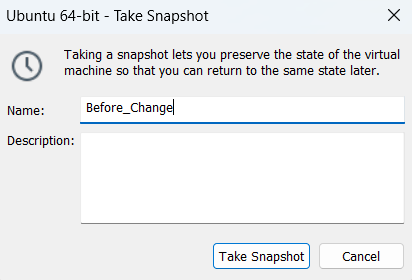 Ubuntu 64-bit - Take Snapshot
Taking a snapshot lets you preserve the state of the virtual
machine so that you can return to the same state later.
Name:
Before_Change
Description:
Take Snapshot
Cancel